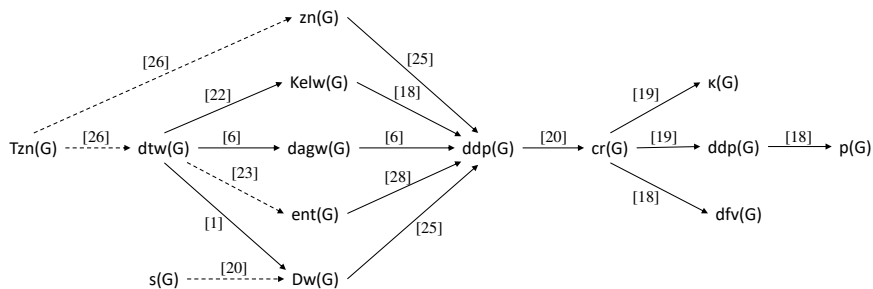 zn(G)
[26] [25]
Kelw(G) κ(G)
[22] [18] [19]
Tzn(G) [26] dtw(G) [6] dagw(G) [6] ddp(G) [20] cr(G) [19] ddp(G) [18] p(G)
[23] [28] [18]
ent(G) dfv(G)
[1] [25]
s(G) [20] Dw(G)